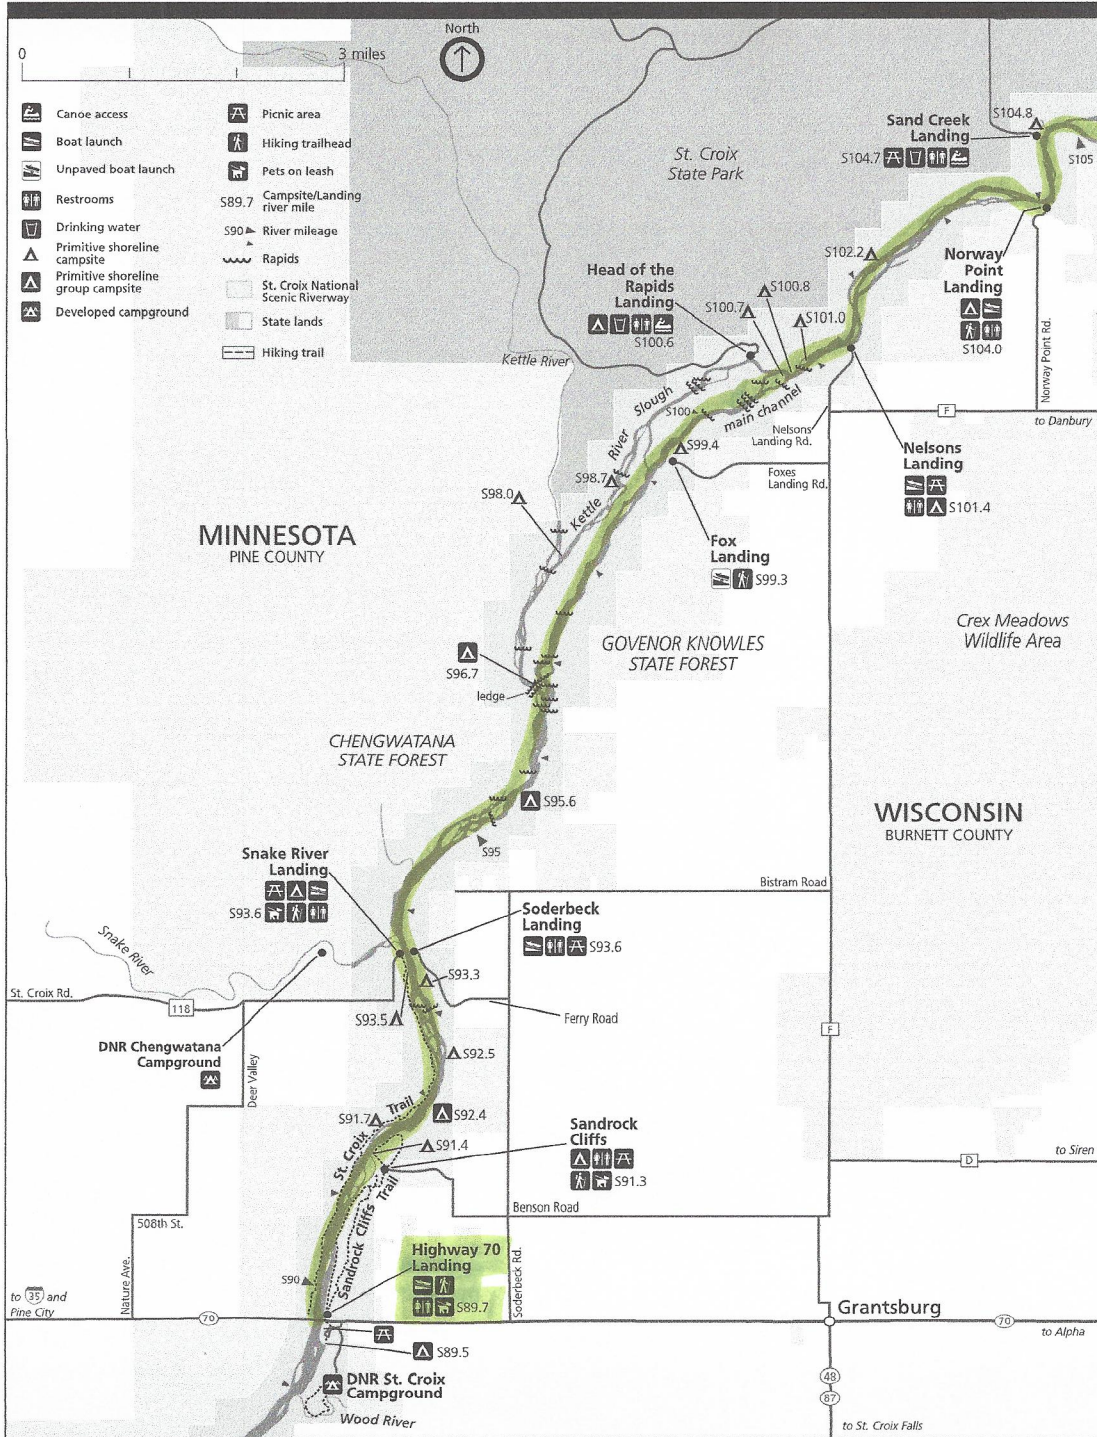 North
0
3 miles
Canoe access
Boat launch
Unpaved boat launch
Restrooms
Drinking water
Primitive shoreline
campsite
Primitive shoreline
group campsite
Developed campground
Picnic area
Hiking trailhead
Pets on leash
S89.7 Campsite/Landing
river mile
S90 River mileage
Rapids
St. Croix National
Scenic Riverway
State lands
Hiking trail
St. Croix
State Park
S104.8
Sand Creek
Landing
S104.7
S105
S102.2
Norway
Point
Landing
S104.0
Norway Point Rd.
Head of the
Rapids
Landing
S100.6
S100.8
S100.7
S101.0
Kettle River
Kettle River Slough
S100
main channel
Nelsons
Landing Rd.
F
to Danbury
S99.4
Foxes
Landing Rd.
Nelsons
Landing
S101.4
S98.7
S98.0
MINNESOTA
PINE COUNTY
Fox
Landing
S99.3
Crex Meadows
Wildlife Area
GOVENOR KNOWLES
STATE FOREST
S96.7
ledge
CHENGWATANA
STATE FOREST
S95.6
WISCONSIN
BURNETT COUNTY
S95
Snake River
Landing
S93.6
Bistram Road
Soderbeck
Landing
S93.6
Snake River
St. Croix Rd.
118
S93.3
S93.5
Ferry Road
F
DNR Chengwatana
Campground
Deer Valley
S92.5
S91.7
St. Croix Trail
S92.4
S91.4
Sandrock
Cliffs
S91.3
D
to Siren
Sandrock Cliffs Trail
Benson Road
508th St.
Nature Ave.
Highway 70
Landing
S89.7
Soderbeck Rd.
S90
to 35 and
Pine City
70
Grantsburg
70
to Alpha
S89.5
DNR St. Croix
Campground
Wood River
48
87
to St. Croix Falls